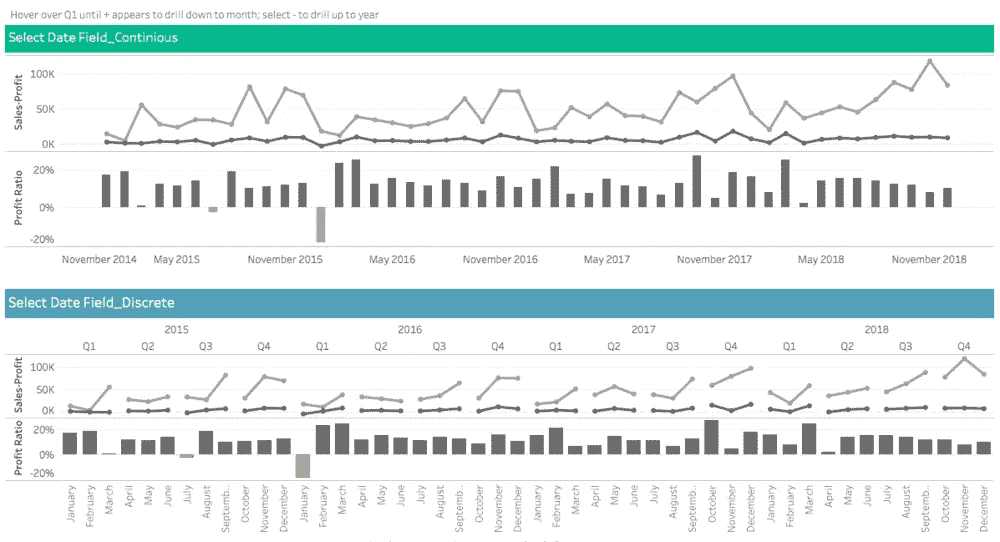 Hover over Q1 until + appears to drill down to month; select - to drill up to year
Select Date Field_Continious
Sales-Profit
100K
50K
0K
Profit Ratio
20%
0%
-20%
November 2014 May 2015 November 2015 May 2016 November 2016 May 2017 November 2017 May 2018 November 2018
Select Date Field_Discrete
2015 2016 2017 2018
Q1 Q2 Q3 Q4 Q1 Q2 Q3 Q4 Q1 Q2 Q3 Q4 Q1 Q2 Q3 Q4
Sales-Profit
100K
50K
0K
Profit Ratio
20%
0%
-20%
January February March April May June July August Septemb.. October November December January February March April May June July August Septemb.. October November December January February March April May June July August Septemb.. October November December January February March April May June July August Septemb.. October November December